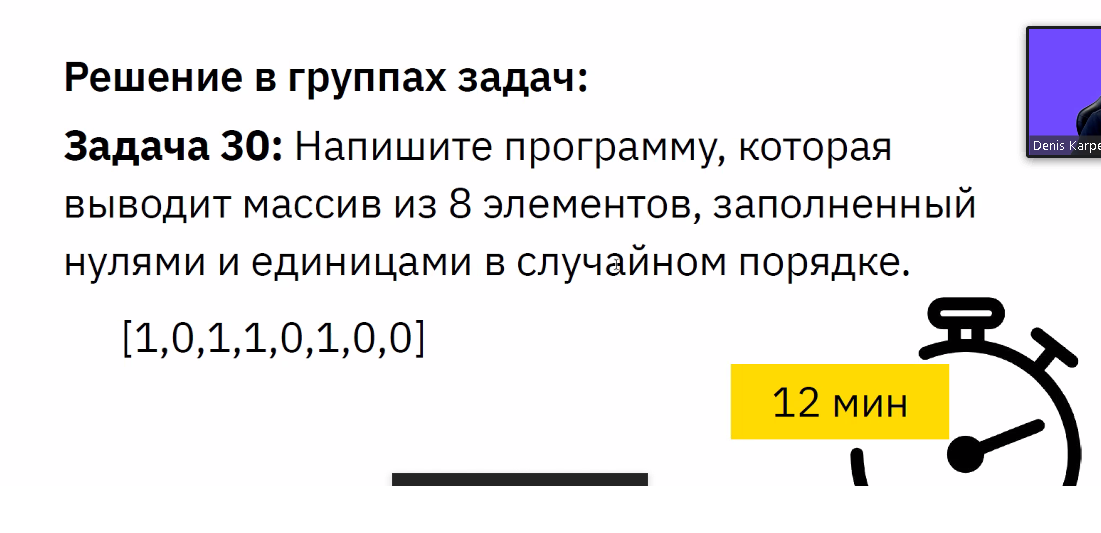 Решение в группах задач:
Задача 30: Напишите программу, которая
выводит массив из 8 элементов, заполненный
нулями и единицами в случайном порядке.
[1,0,1,1,0,1,0,0]
12 мин
Denis Karpe